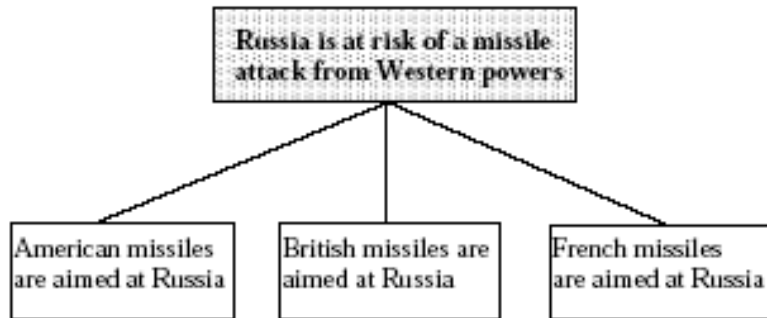 Russia is at risk of a missile
attack from Western powers
American missiles
are aimed at Russia
British missiles are
aimed at Russia
French missiles
are aimed at Russia